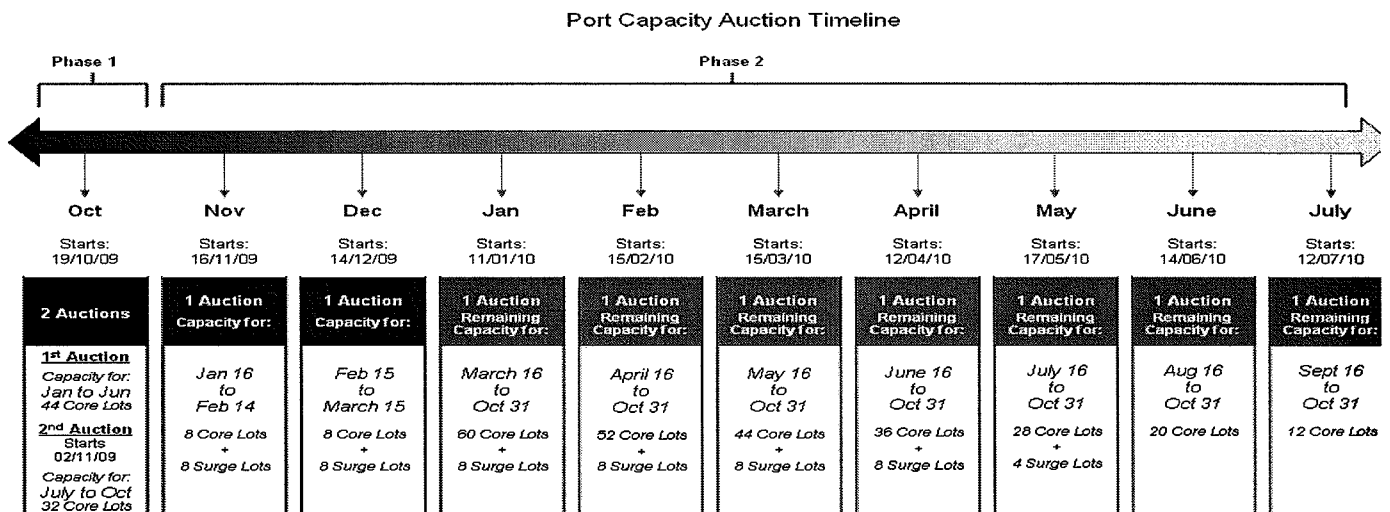 Port Capacity Auction Timeline
Phase 1
Phase 2
Oct
Nov
Dec
Jan
Feb
March
April
May
June
July
Starts:
19/10/09
Starts:
16/11/09
Starts:
14/12/09
Starts:
11/01/10
Starts:
15/02/10
Starts:
15/03/10
Starts:
12/04/10
Starts:
17/05/10
Starts:
14/06/10
Starts:
12/07/10
2 Auctions
1st Auction
Capacity for:
Jan to Jun
44 Core Lots
2nd Auction
Starts
02/11/09
Capacity for:
July to Oct
32 Core Lots
1 Auction
Capacity for:
Jan 16
to
Feb 14
8 Core Lots
+
8 Surge Lots
1 Auction
Capacity for:
Feb 15
to
March 15
8 Core Lots
+
8 Surge Lots
1 Auction
Remaining
Capacity for:
March 16
to
Oct 31
60 Core Lots
+
8 Surge Lots
1 Auction
Remaining
Capacity for:
April 16
to
Oct 31
52 Core Lots
+
8 Surge Lots
1 Auction
Remaining
Capacity for:
May 16
to
Oct 31
44 Core Lots
+
8 Surge Lots
1 Auction
Remaining
Capacity for:
June 16
to
Oct 31
36 Core Lots
+
8 Surge Lots
1 Auction
Remaining
Capacity for:
July 16
to
Oct 31
28 Core Lots
+
4 Surge Lots
1 Auction
Remaining
Capacity for:
Aug 16
to
Oct 31
20 Core Lots
1 Auction
Remaining
Capacity for:
Sept 16
to
Oct 31
12 Core Lots